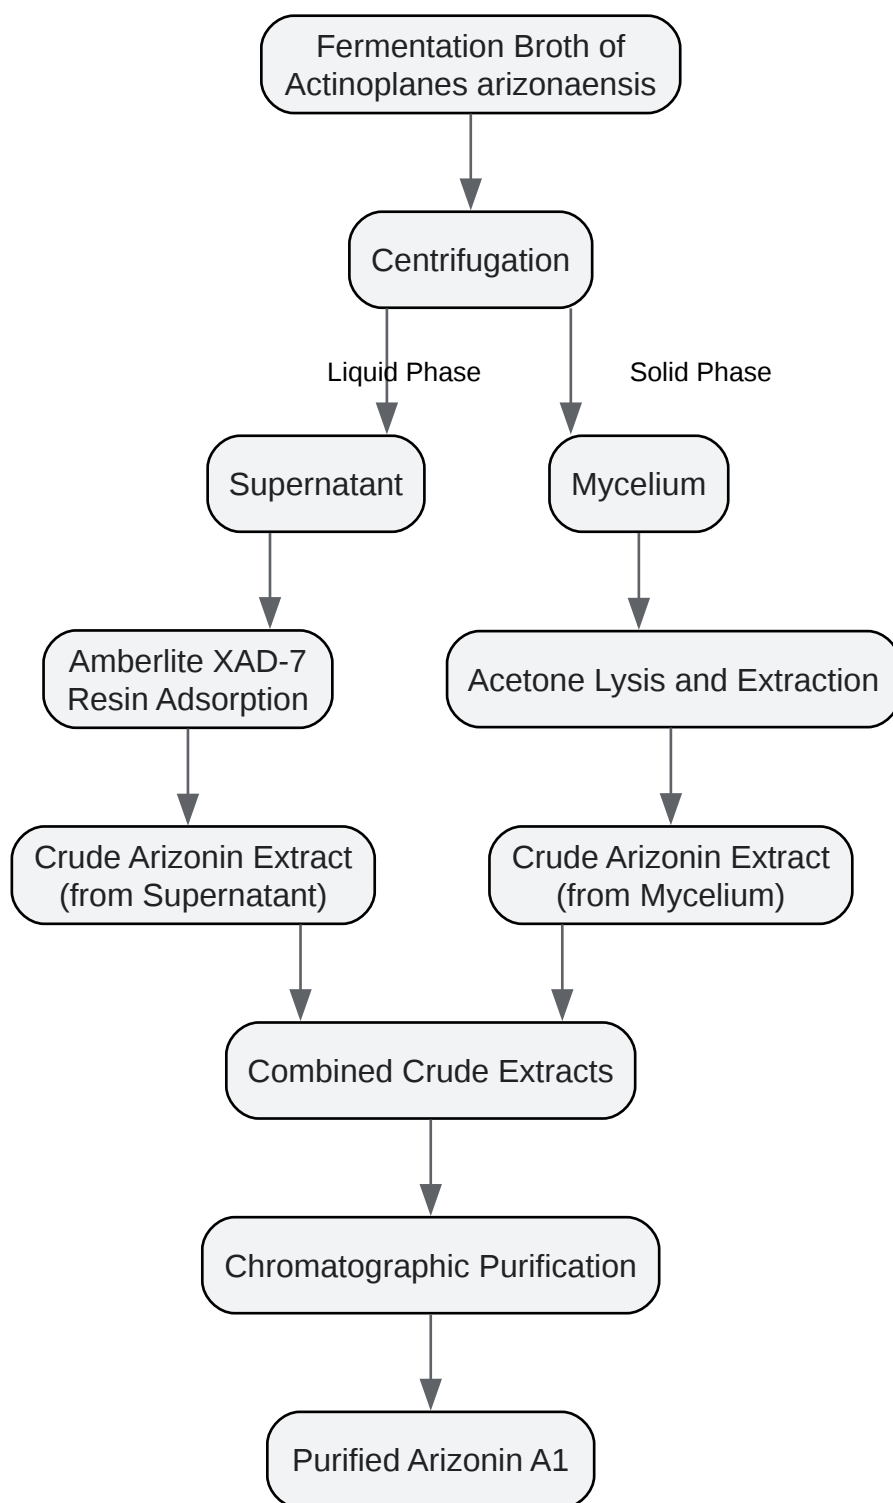 Fermentation Broth of
Actinoplanes arizonaensis
Centrifugation
Liquid Phase
Solid Phase
Supernatant
Mycelium
Amberlite XAD-7
Resin Adsorption
Acetone Lysis and Extraction
Crude Arizonin Extract
(from Supernatant)
Crude Arizonin Extract
(from Mycelium)
Combined Crude Extracts
Chromatographic Purification
Purified Arizonin A1